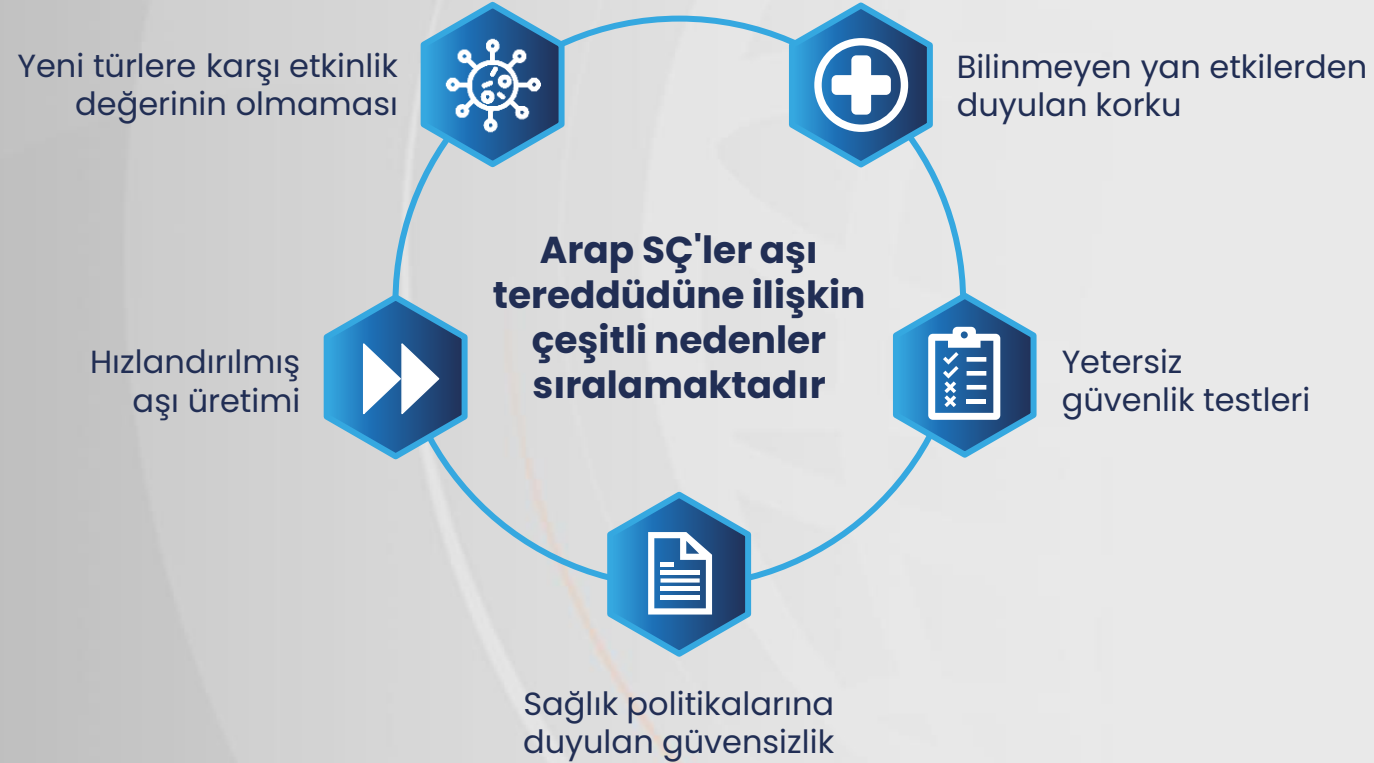 Yeni türlere karşı etkinlik
değerinin olmaması
Bilinmeyen yan etkilerden
duyulan korku
Arap SÇ'ler aşı
tereddüdüne ilişkin
çeşitli nedenler
sıralamaktadır
Hızlandırılmış
aşı üretimi
Yetersiz
güvenlik testleri
Sağlık politikalarına
duyulan güvensizlik